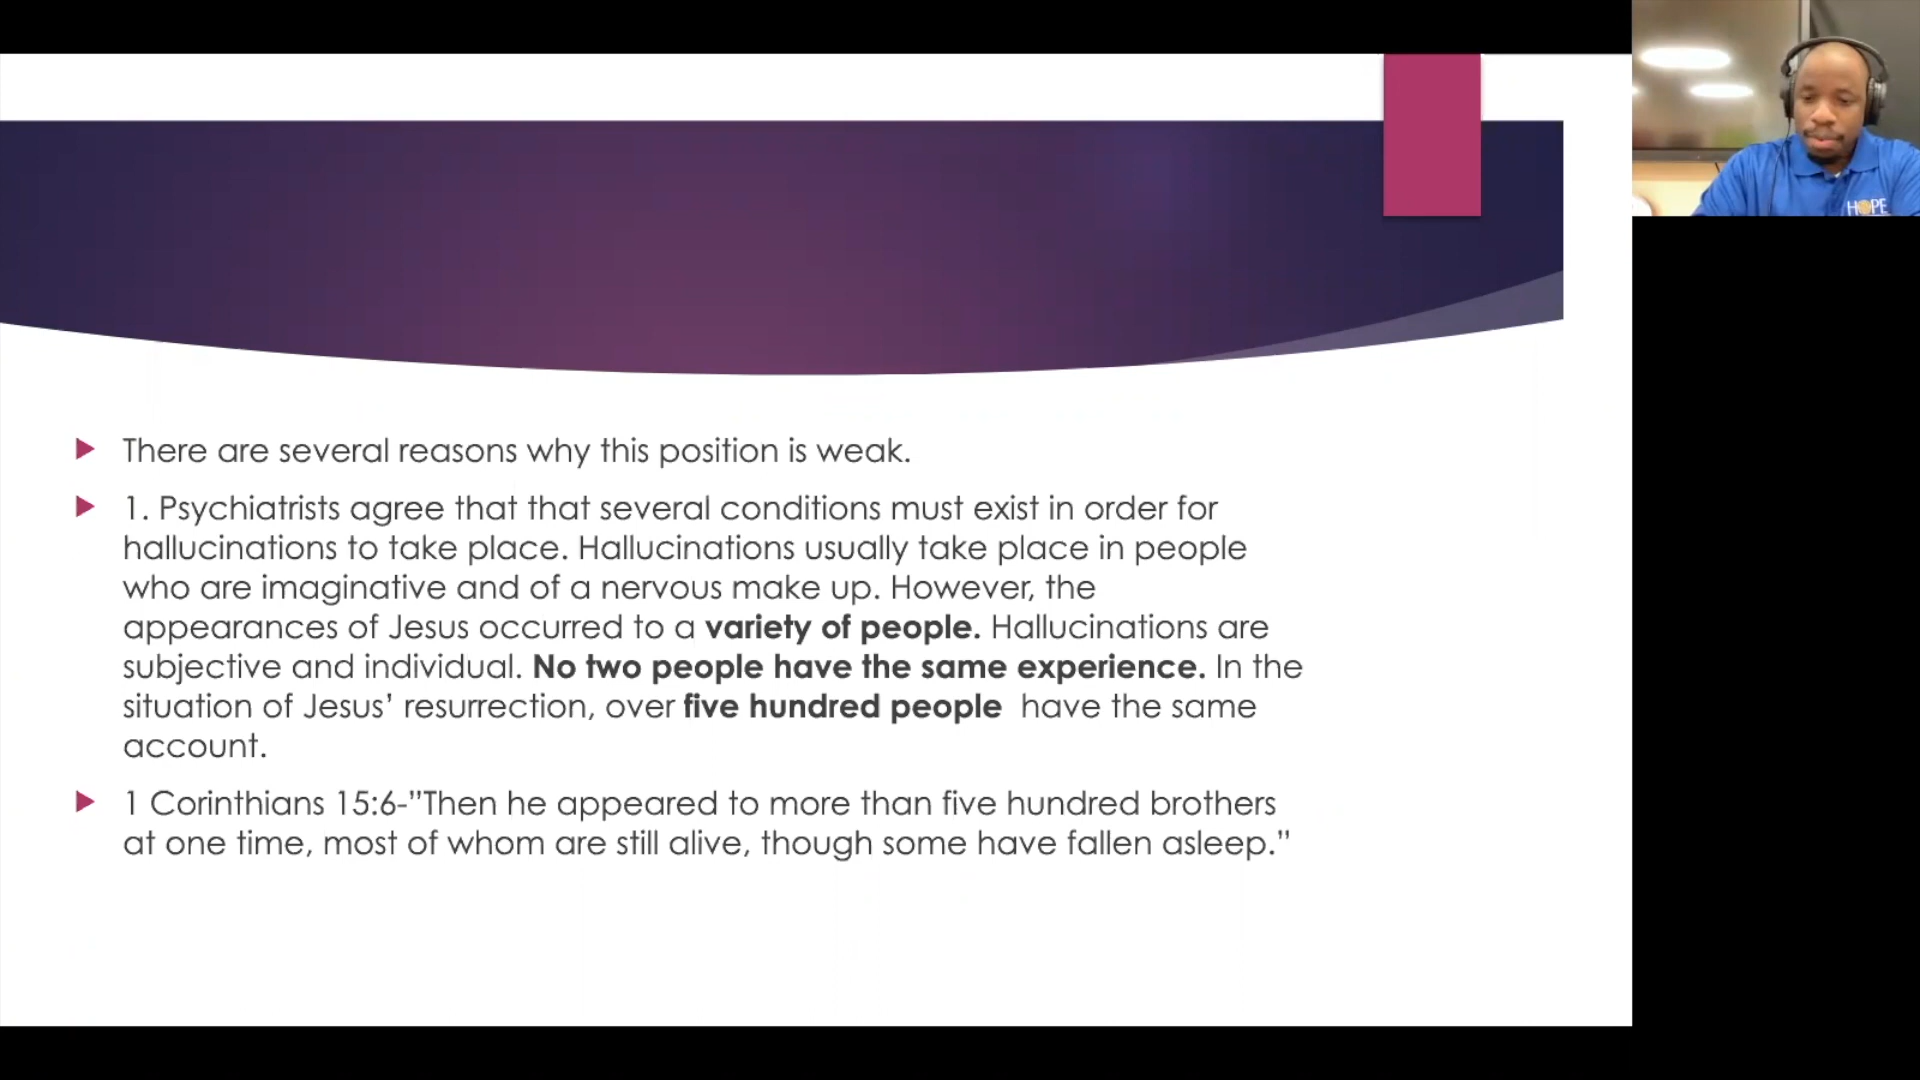 There are several reasons why this position is weak.
1. Psychiatrists agree that that several conditions must exist in order for
hallucinations to take place. Hallucinations usually take place in people
who are imaginative and of a nervous make up. However, the
appearances of Jesus occurred to a variety of people. Hallucinations are
subjective and individual. No two people have the same experience. In the
situation of Jesus’ resurrection, over five hundred people  have the same
account.
1 Corinthians 15:6-”Then he appeared to more than five hundred brothers
at one time, most of whom are still alive, though some have fallen asleep.”
HOPE